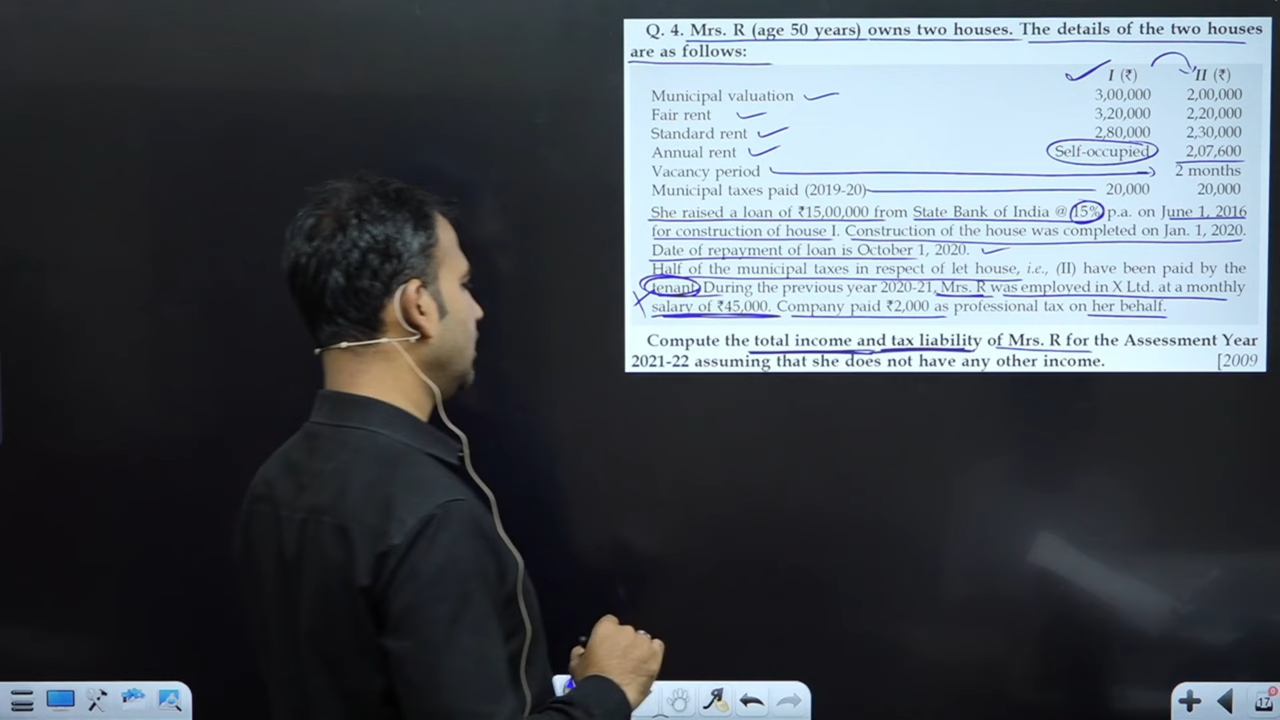 Q. 4. Mrs. R (age 50 years) owns two houses. The details of the two houses
are as follows:
I (₹) II (₹)
Municipal valuation 3,00,000 2,00,000
Fair rent 3,20,000 2,20,000
Standard rent 2,80,000 2,30,000
Annual rent Self-occupied 2,07,600
Vacancy period 2 months
Municipal taxes paid (2019-20) 20,000 20,000
She raised a loan of ₹15,00,000 from State Bank of India @ 15% p.a. on June 1, 2016
for construction of house I. Construction of the house was completed on Jan. 1, 2020.
Date of repayment of loan is October 1, 2020.
Half of the municipal taxes in respect of let house, i.e., (II) have been paid by the
tenant. During the previous year 2020-21, Mrs. R was employed in X Ltd. at a monthly
salary of ₹45,000. Company paid ₹2,000 as professional tax on her behalf.
Compute the total income and tax liability of Mrs. R for the Assessment Year
2021-22 assuming that she does not have any other income. [2009
17